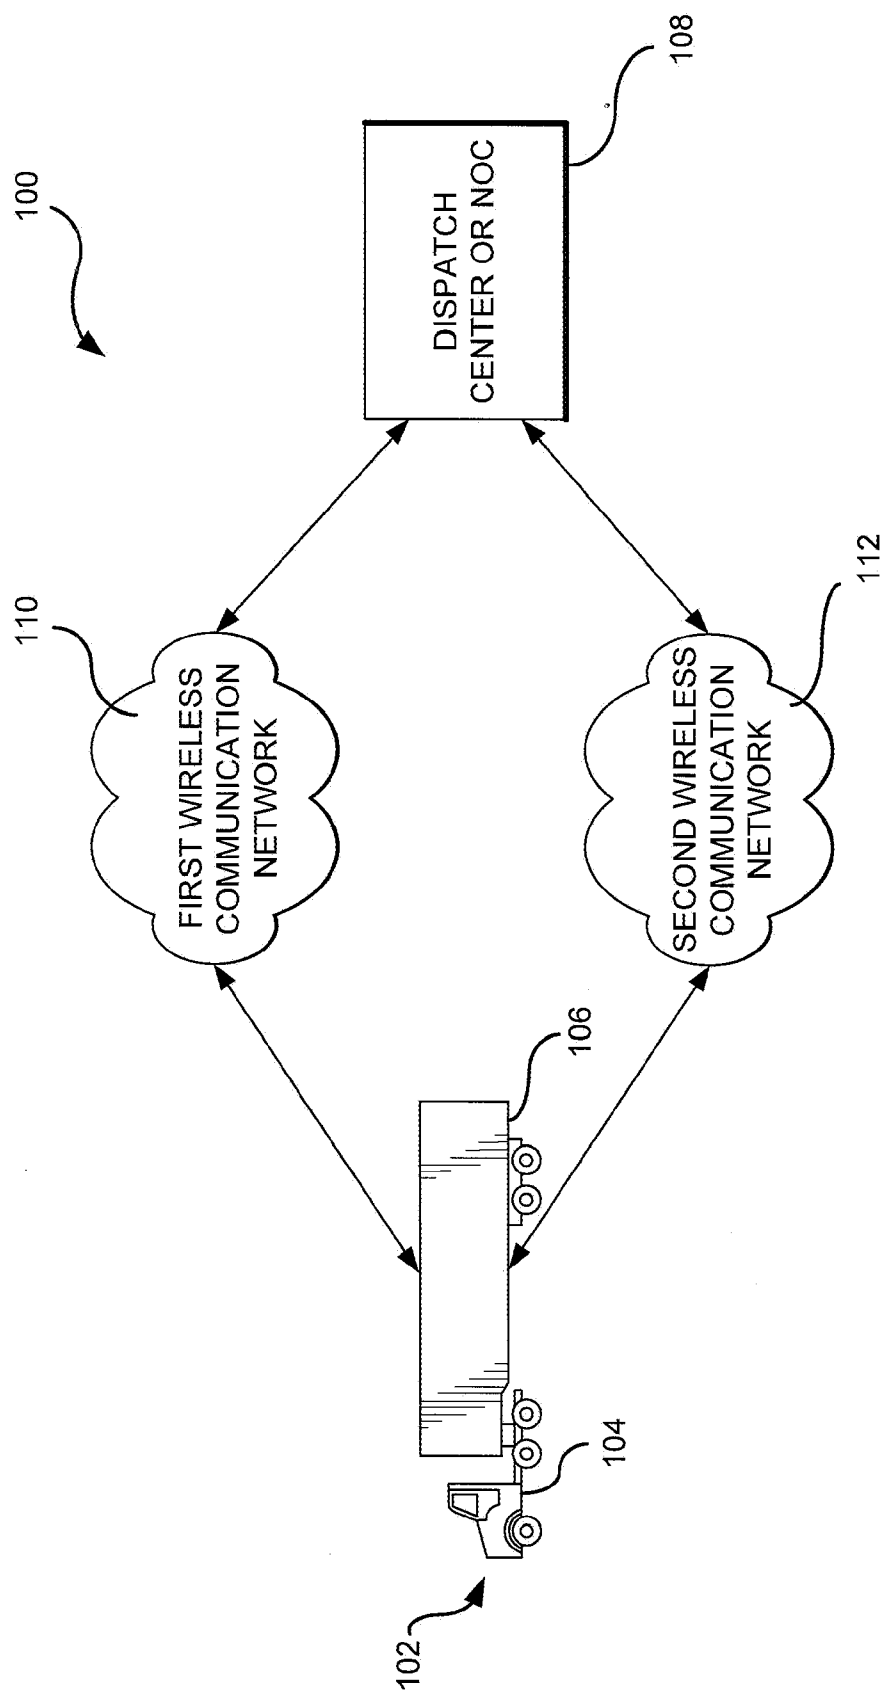 100
110
FIRST WIRELESS
COMMUNICATION
NETWORK
108
DISPATCH
CENTER OR NOC
102
104
106
112
SECOND WIRELESS
COMMUNICATION
NETWORK